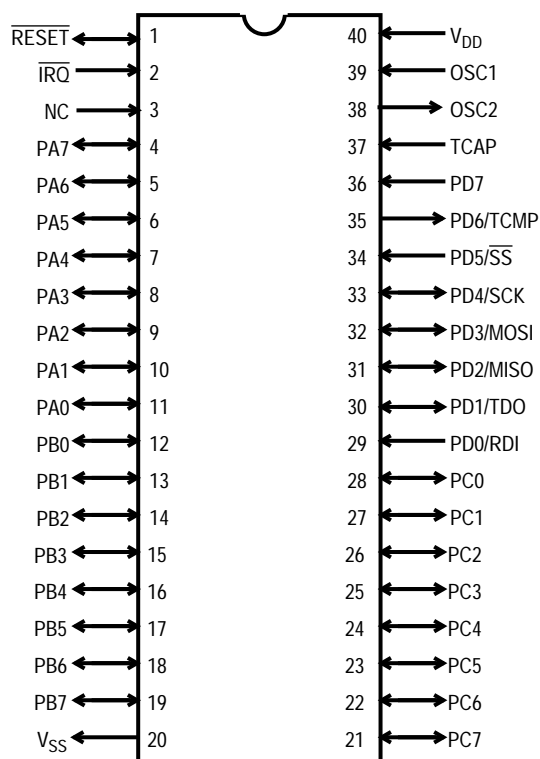 RESET 1 40 VDD
IRQ 2 39 OSC1
NC 3 38 OSC2
PA7 4 37 TCAP
PA6 5 36 PD7
PA5 6 35 PD6/TCMP
PA4 7 34 PD5/SS
PA3 8 33 PD4/SCK
PA2 9 32 PD3/MOSI
PA1 10 31 PD2/MISO
PA0 11 30 PD1/TDO
PB0 12 29 PD0/RDI
PB1 13 28 PC0
PB2 14 27 PC1
PB3 15 26 PC2
PB4 16 25 PC3
PB5 17 24 PC4
PB6 18 23 PC5
PB7 19 22 PC6
VSS 20 21 PC7